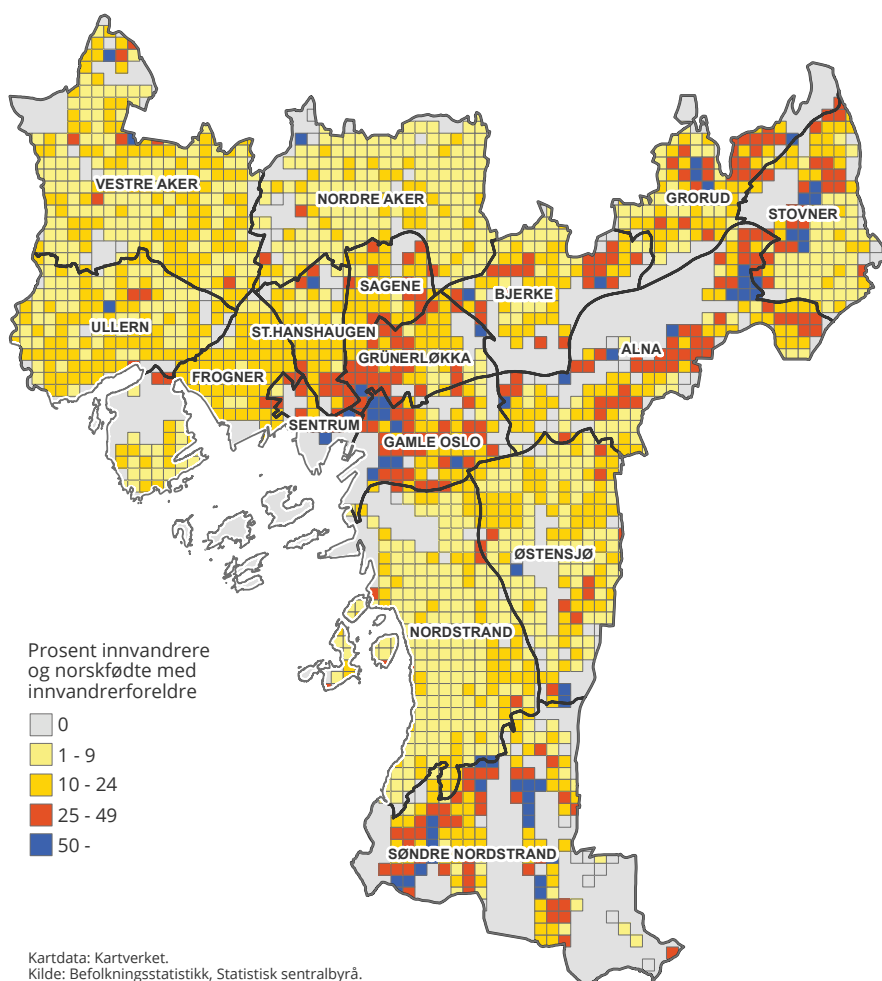 VESTRE AKER
NORDRE AKER
GRORUD
STOVNER
SAGENE
BJERKE
ULLERN
ST.HANSHAUGEN
ALNA
GRÜNERLØKKA
FROGNER
SENTRUM
GAMLE OSLO
ØSTENSJØ
NORDSTRAND
SØNDRE NORDSTRAND
Prosent innvandrere
og norskfødte med
innvandrerforeldre
0
1 - 9
10 - 24
25 - 49
50 -
Kartdata: Kartverket.
Kilde: Befolkningsstatistikk, Statistisk sentralbyrå.